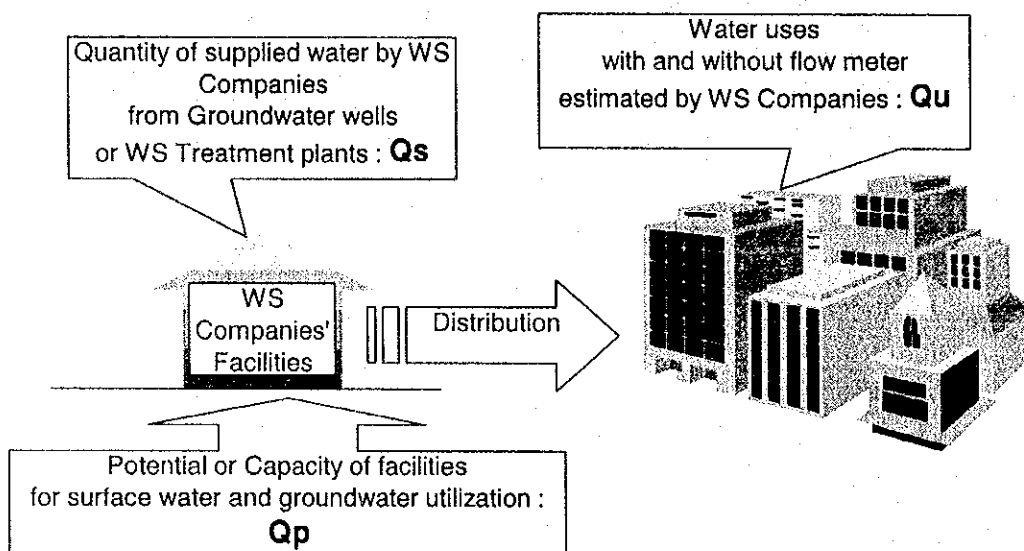 Quantity of supplied water by WS
Companies
from Groundwater wells
or WS Treatment plants : Qs
Water uses
with and without flow meter
estimated by WS Companies : Qu
WS
Companies'
Facilities
Distribution
Potential or Capacity of facilities
for surface water and groundwater utilization :
Qp